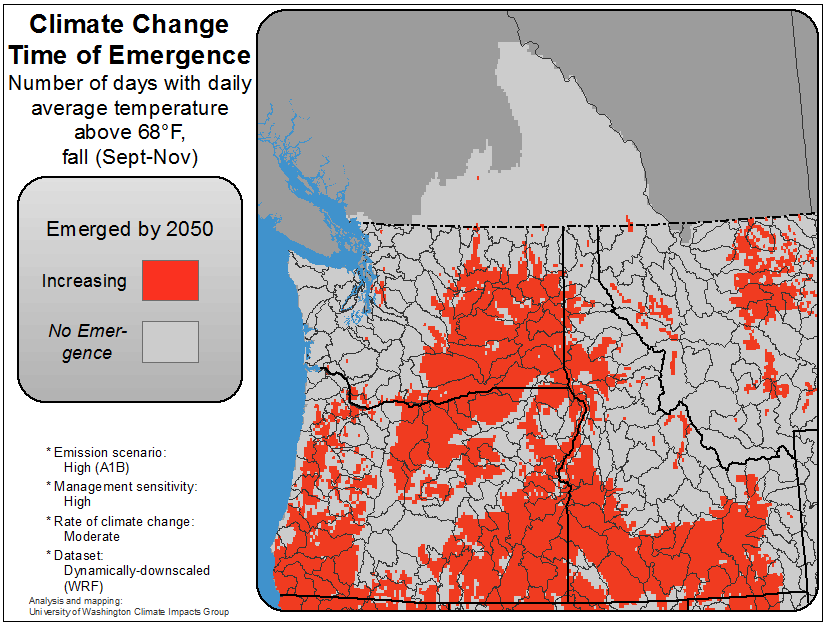 Climate Change
Time of Emergence
Number of days with daily
average temperature
above 68°F,
fall (Sept-Nov)
Emerged by 2050
Increasing
No Emer-
gence
* Emission scenario:
High (A1B)
* Management sensitivity:
High
* Rate of climate change:
Moderate
* Dataset:
Dynamically-downscaled
(WRF)
Analysis and mapping:
University of Washington Climate Impacts Group